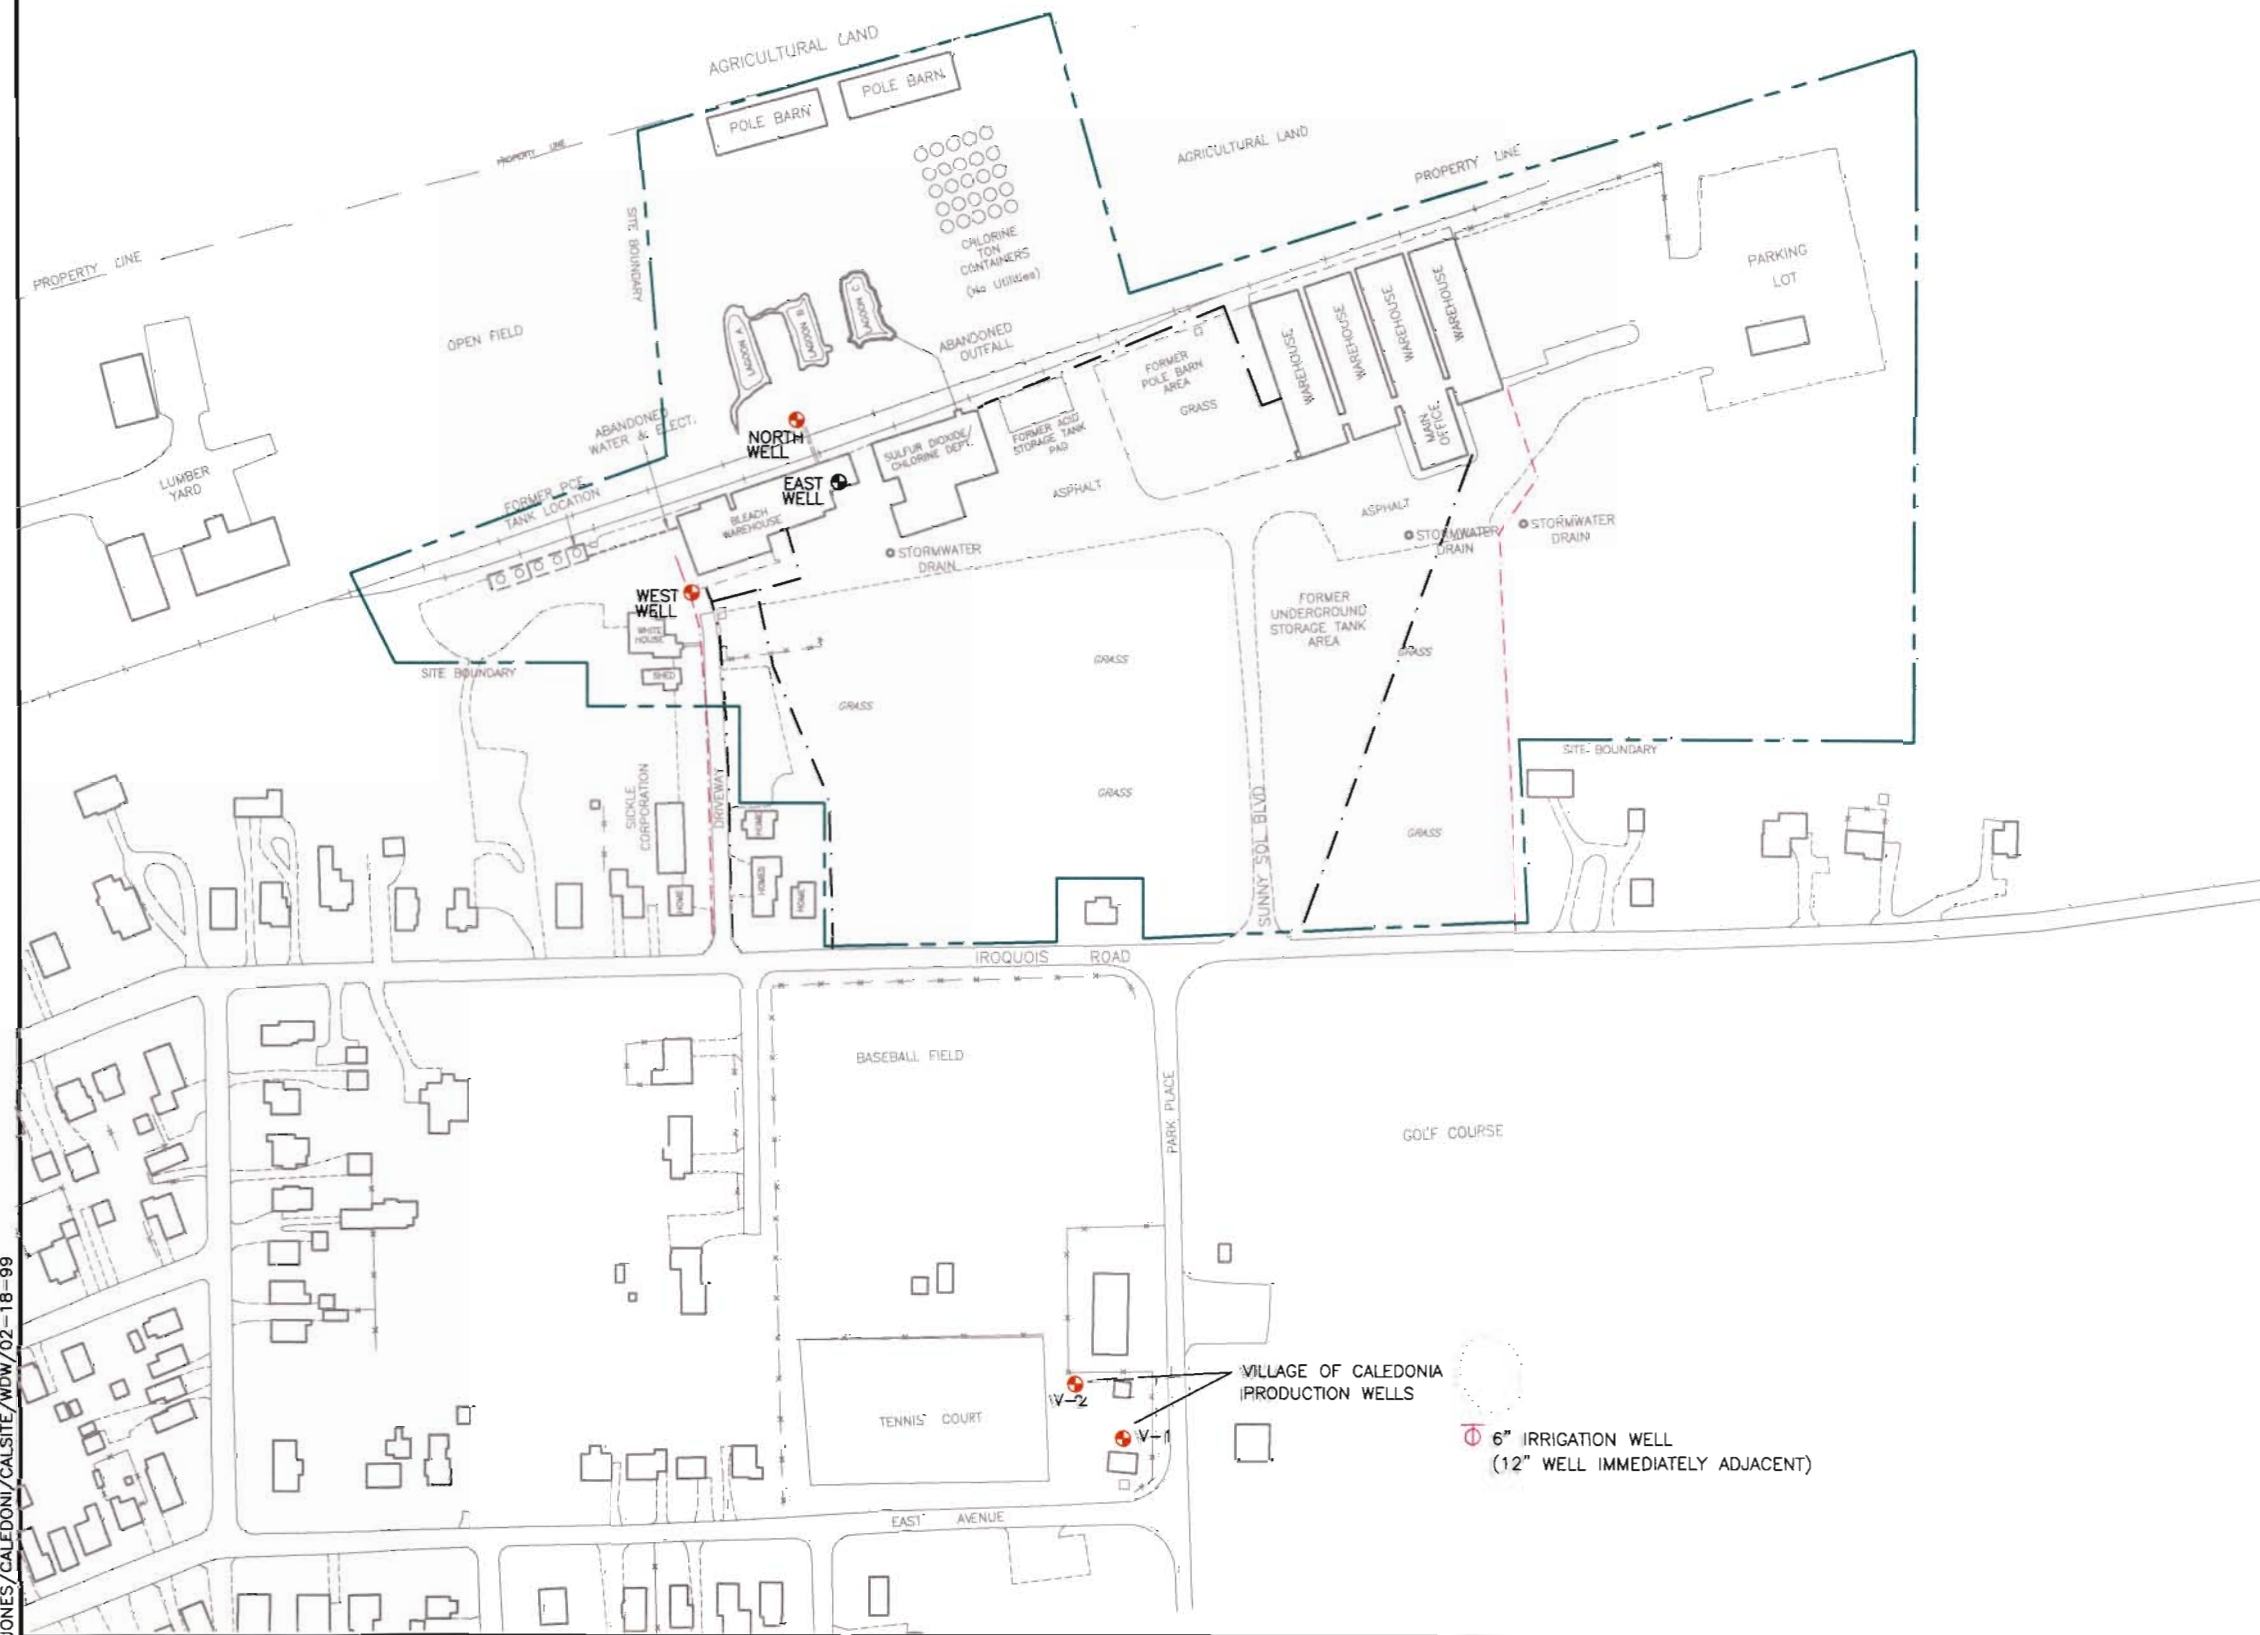 AGRICULTURAL LAND
POLE BARN
POLE BARN
AGRICULTURAL LAND
PROPERTY LINE
PROPERTY LINE
PROPERTY LINE
SITE BOUNDARY
CHLORINE
TON
CONTAINERS
(No Utilities)
PARKING
LOT
OPEN FIELD
LAGOON A
LAGOON B
LAGOON C
ABANDONED
OUTFALL
WAREHOUSE
WAREHOUSE
WAREHOUSE
WAREHOUSE
MAIN
OFFICE
FORMER
POLE BARN
AREA
GRASS
ABANDONED
WATER & ELECT.
NORTH
WELL
SULFUR DIOXIDE/
CHLORINE DEPT.
FORMER ACID
STORAGE TANK
PAD
LUMBER
YARD
FORMER PCE
TANK LOCATION
EAST
WELL
BLEACH
WAREHOUSE
ASPHALT
ASPHALT
STORMWATER
DRAIN
STORMWATER
DRAIN
STORMWATER
DRAIN
WEST
WELL
WHITE
HOUSE
SHED
FORMER
UNDERGROUND
STORAGE TANK
AREA
SITE BOUNDARY
GRASS
GRASS
GRASS
SITE BOUNDARY
SICKLE
CORPORATION
DRIVEWAY
HOME
HOMES
HOME
HOME
GRASS
GRASS
SUNNY SOL BLVD.
IROQUOIS ROAD
BASEBALL FIELD
PARK PLACE
GOLF COURSE
VILLAGE OF CALEDONIA
PRODUCTION WELLS
V-2
V-1
TENNIS COURT
6" IRRIGATION WELL
(12" WELL IMMEDIATELY ADJACENT)
EAST AVENUE
JONES/CALEDONI/CALSITE/WDW/02-18-99